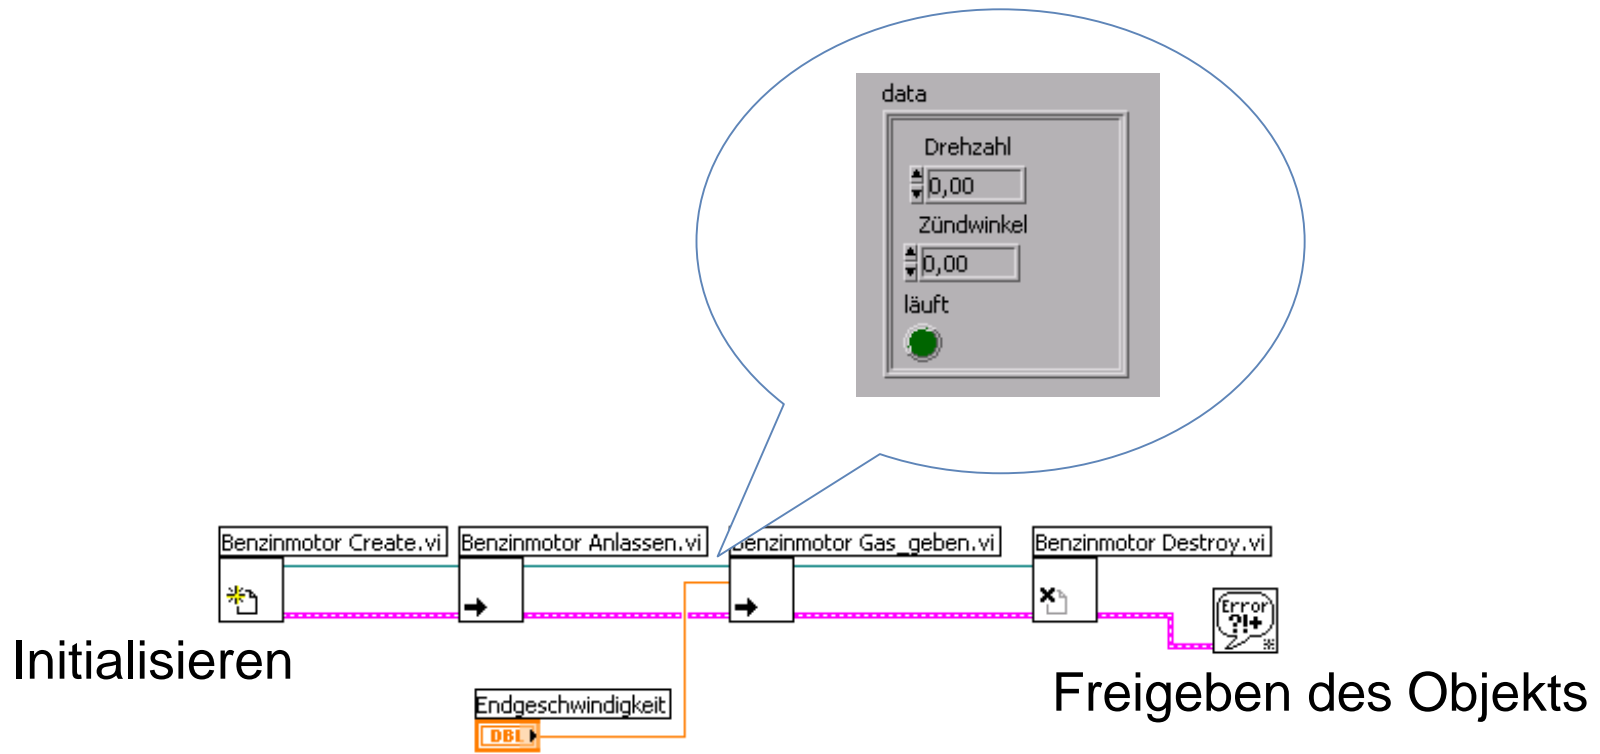 data
Drehzahl
0,00
Zündwinkel
0,00
läuft
Benzinmotor Create.vi
Benzinmotor Anlassen.vi
Benzinmotor Gas_geben.vi
Benzinmotor Destroy.vi
Error
?!+
Initialisieren
Freigeben des Objekts
Endgeschwindigkeit
DBL